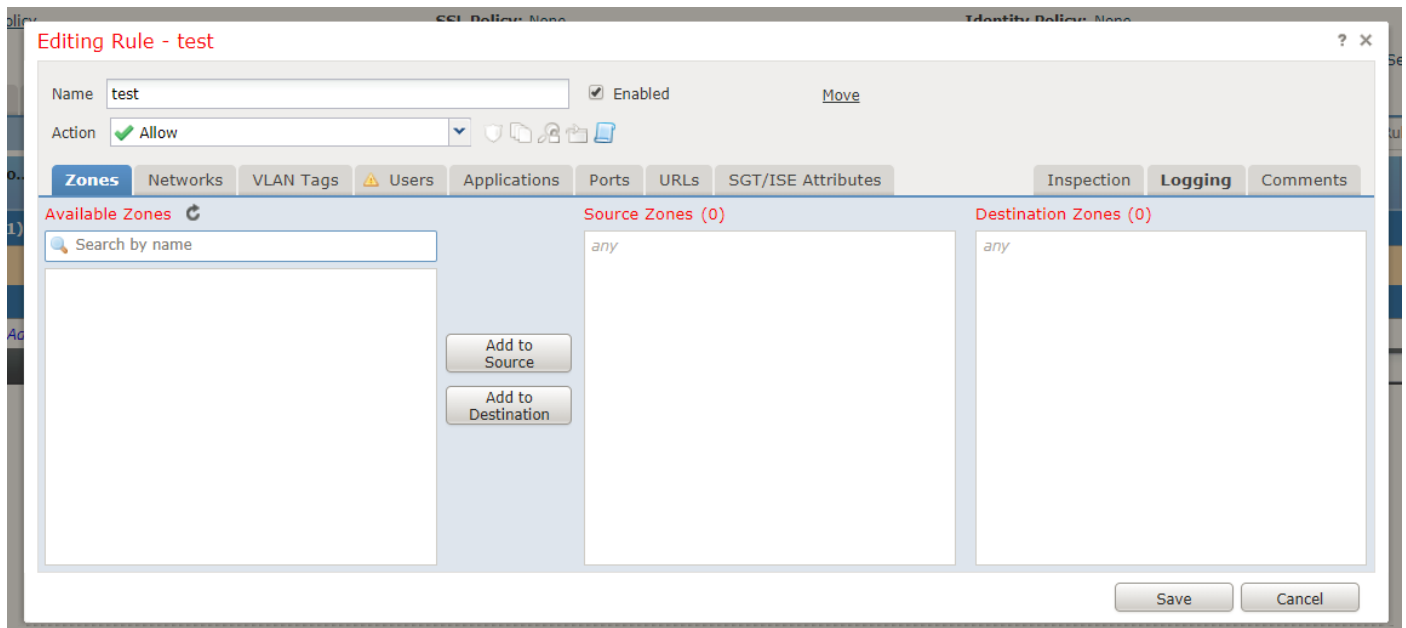 SSL Policy: None
Identity Policy: None
Editing Rule - test
? ×
Name test Enabled Move
Action Allow
Zones Networks VLAN Tags Users Applications Ports URLs SGT/ISE Attributes Inspection Logging Comments
Available Zones Source Zones (0) Destination Zones (0)
Search by name any any
Add to
Source
Add to
Destination
Save Cancel